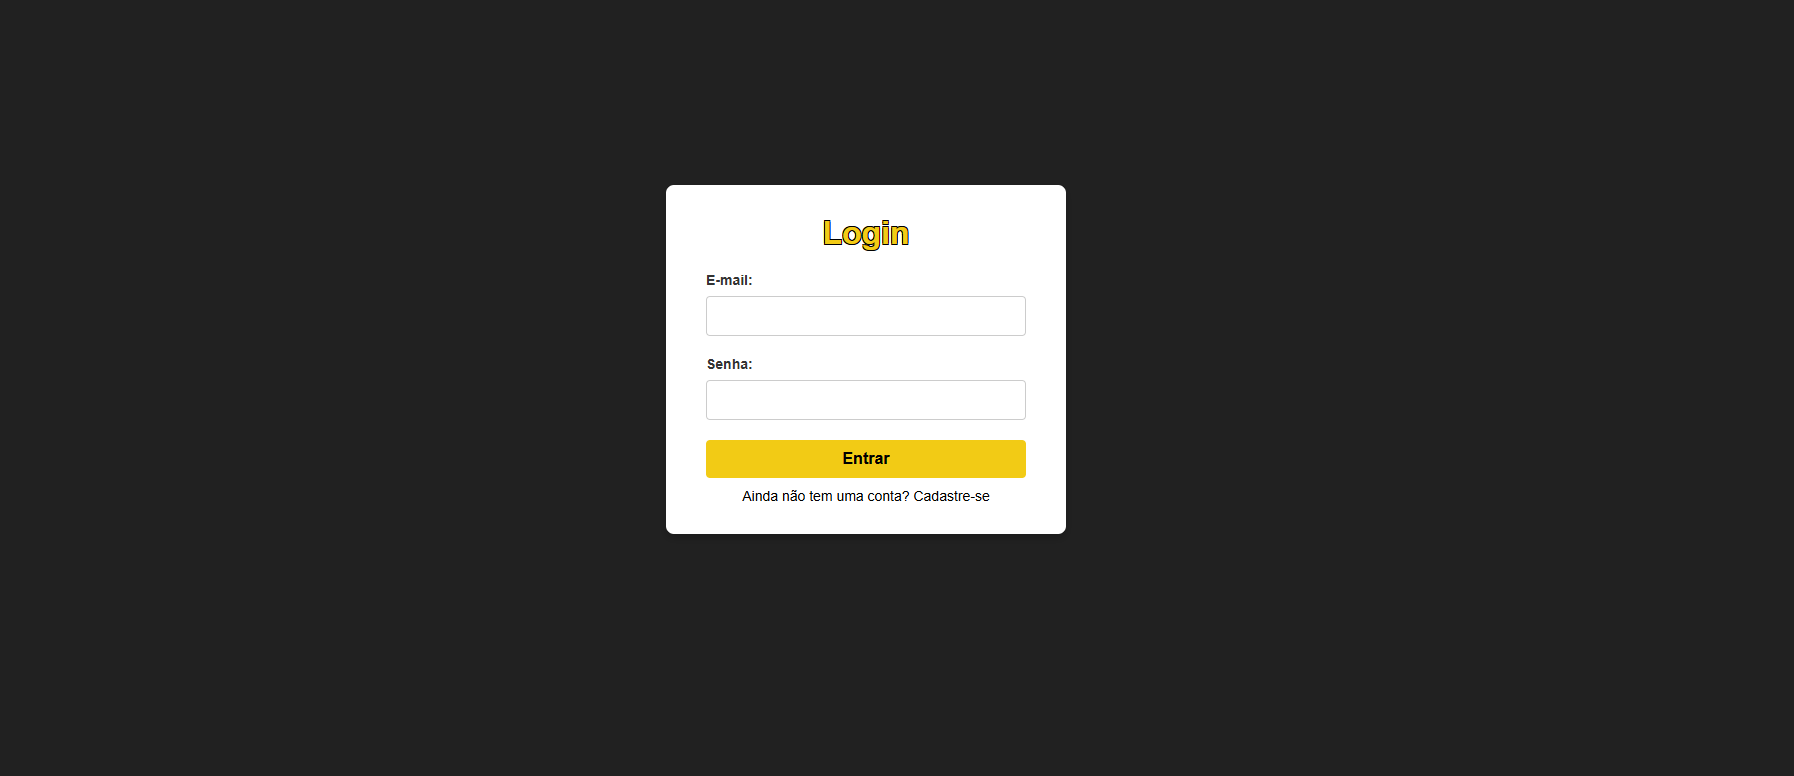 Login
E-mail:
Senha:
Entrar
Ainda não tem uma conta? Cadastre-se